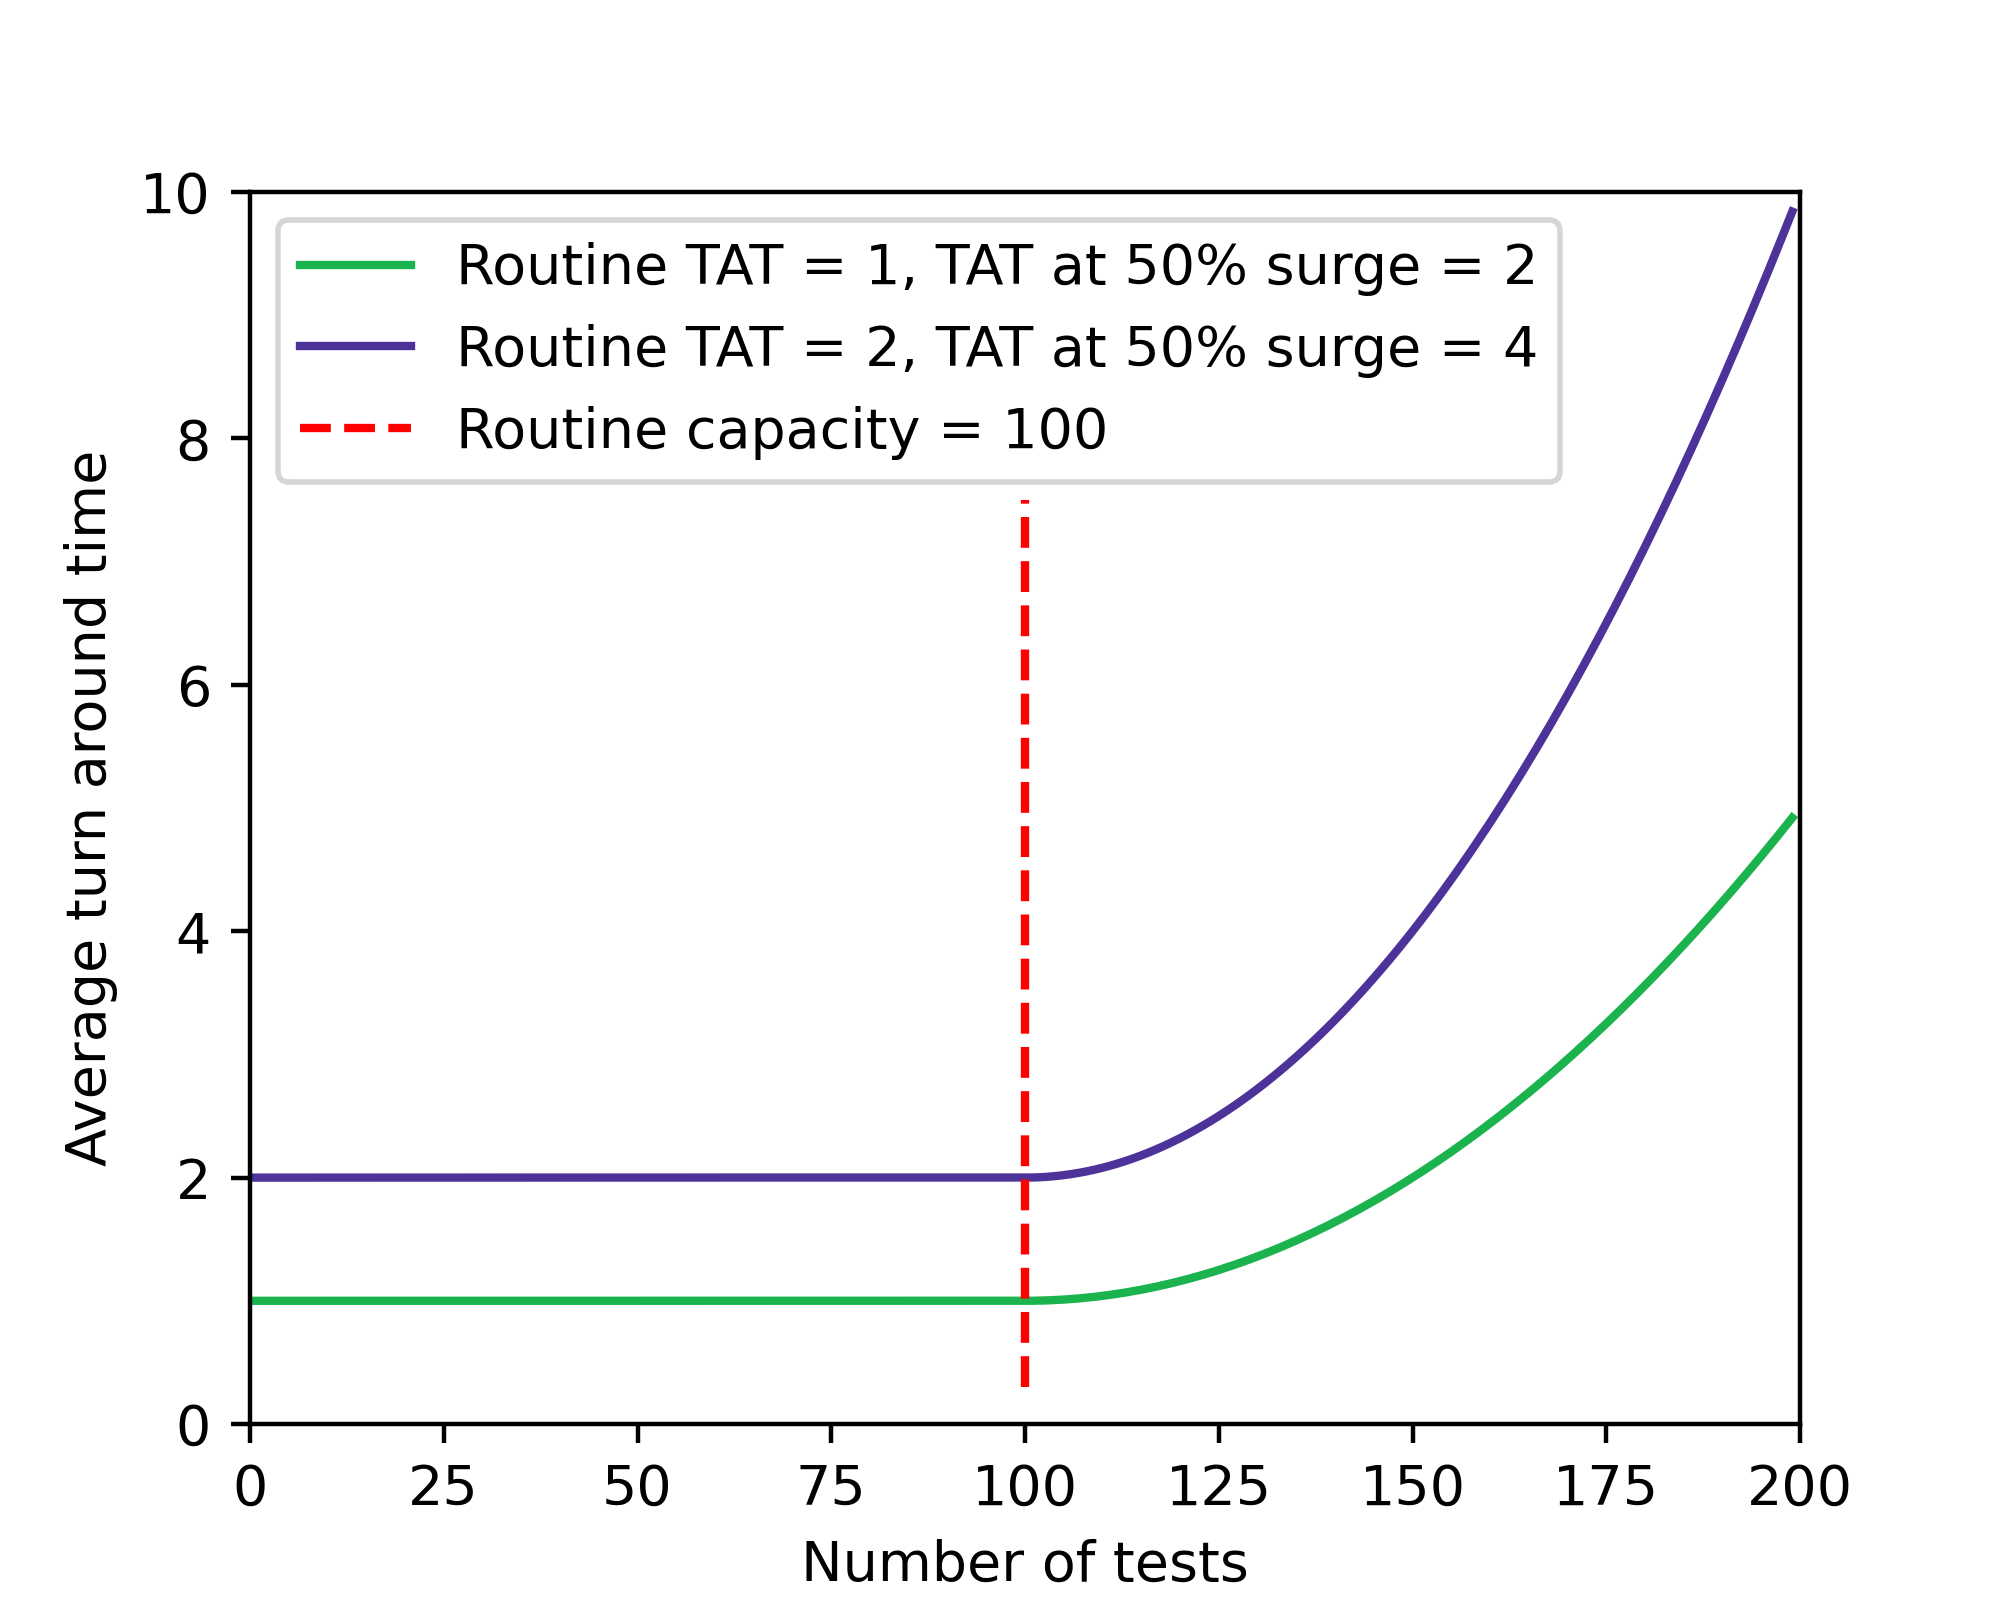 10
Routine TAT = 1, TAT at 50% surge = 2
Routine TAT = 2, TAT at 50% surge = 4
Routine capacity = 100
8
6
4
2
0
Average turn around time
0 25 50 75 100 125 150 175 200
Number of tests